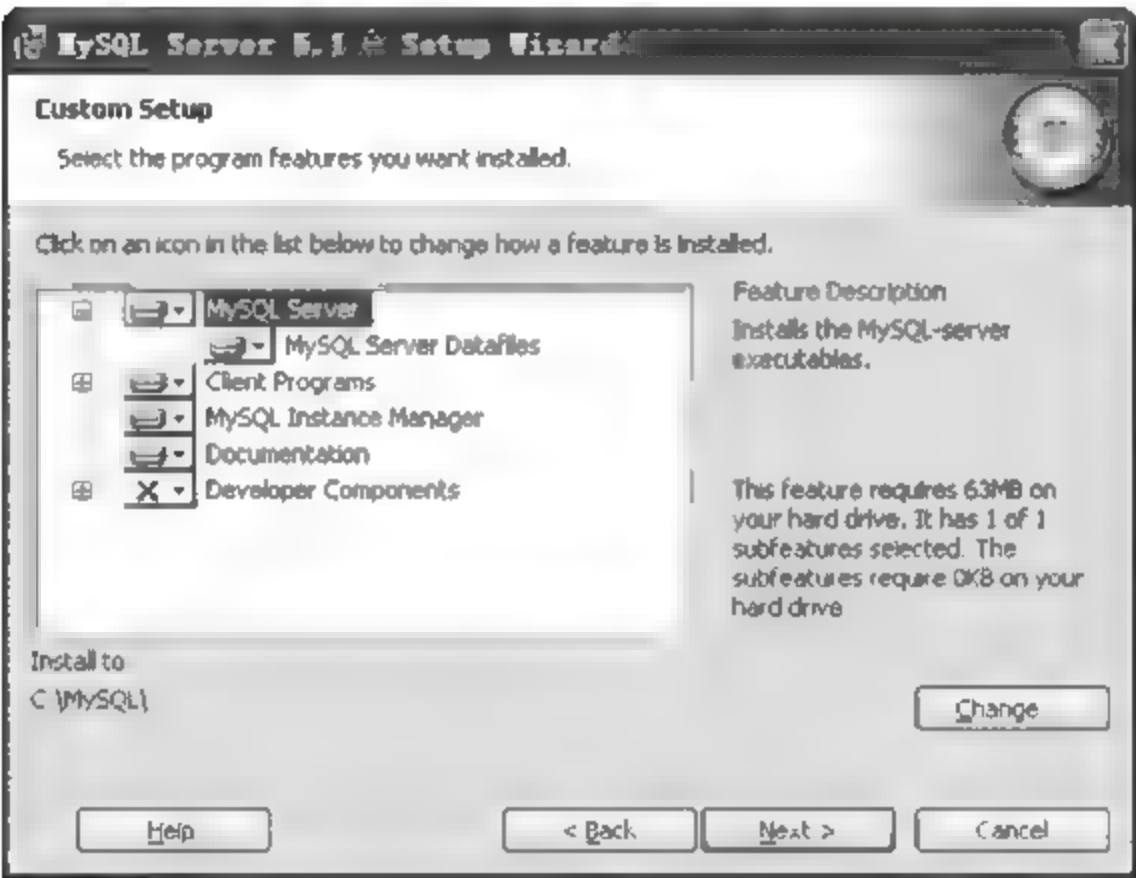 MySQL Server 5.1 - Setup Wizard
Custom Setup
Select the program features you want installed.
Click on an icon in the list below to change how a feature is installed.
MySQL Server
MySQL Server Datafiles
Client Programs
MySQL Instance Manager
Documentation
Developer Components
Feature Description
Installs the MySQL-server
executables.
This feature requires 63MB on
your hard drive. It has 1 of 1
subfeatures selected. The
subfeatures require 0KB on your
hard drive
Install to
C \MySQL\
Change
Help
< Back
Next >
Cancel